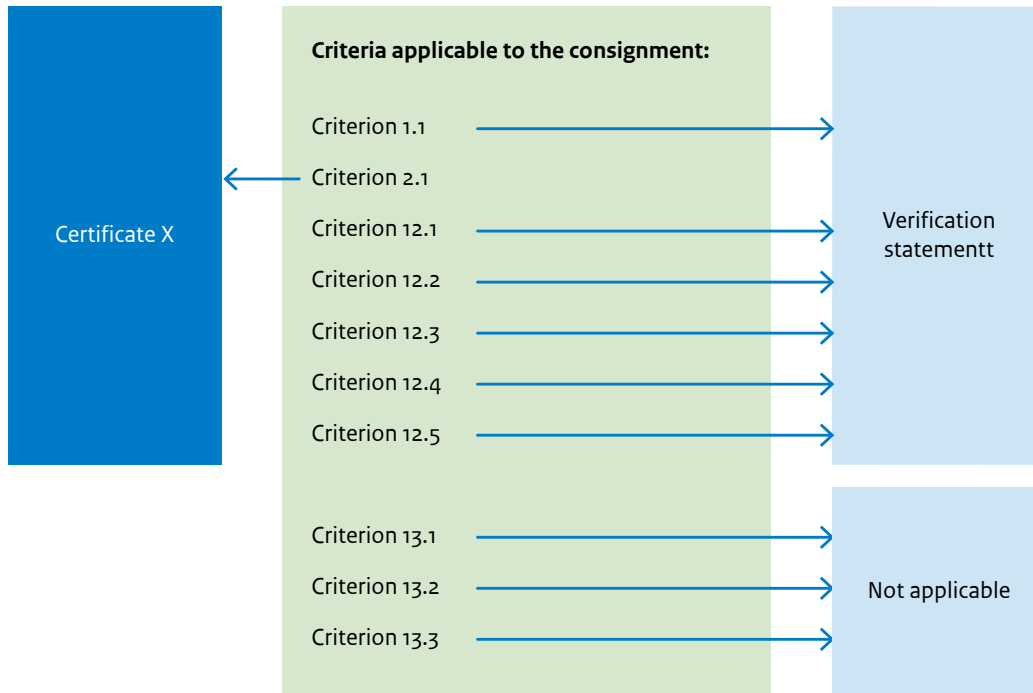 Certificate X
Criteria applicable to the consignment:
Criterion 1.1
Criterion 2.1
Criterion 12.1
Criterion 12.2
Criterion 12.3
Criterion 12.4
Criterion 12.5
Criterion 13.1
Criterion 13.2
Criterion 13.3
Verification
statementt
Not applicable